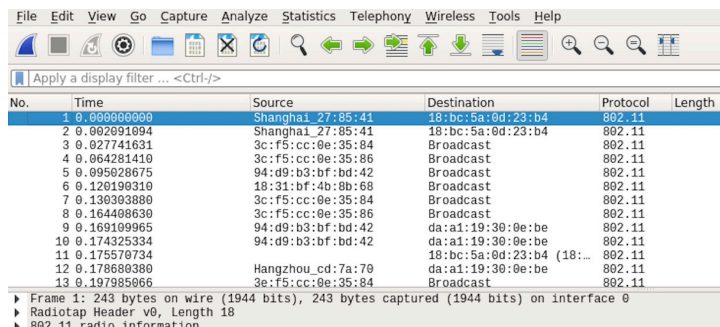 File Edit View Go Capture Analyze Statistics Telephony Wireless Tools Help
Apply a display filter ... <Ctrl-/>
No. Time Source Destination Protocol Length
1 0.000000000 Shanghai_27:85:41 18:bc:5a:0d:23:b4 802.11
2 0.002091094 Shanghai_27:85:41 18:bc:5a:0d:23:b4 802.11
3 0.027741631 3c:f5:cc:0e:35:84 Broadcast 802.11
4 0.064281410 3c:f5:cc:0e:35:86 Broadcast 802.11
5 0.095028675 94:d9:b3:bf:bd:42 Broadcast 802.11
6 0.120190310 18:31:bf:4b:8b:68 Broadcast 802.11
7 0.130303880 3c:f5:cc:0e:35:84 Broadcast 802.11
8 0.164408630 3c:f5:cc:0e:35:86 Broadcast 802.11
9 0.169109965 94:d9:b3:bf:bd:42 da:a1:19:30:0e:be 802.11
10 0.174325334 94:d9:b3:bf:bd:42 da:a1:19:30:0e:be 802.11
11 0.175570734 18:bc:5a:0d:23:b4 (18:… 802.11
12 0.178680380 Hangzhou_cd:7a:70 da:a1:19:30:0e:be 802.11
13 0.197985066 3e:f5:cc:0e:35:84 Broadcast 802.11
Frame 1: 243 bytes on wire (1944 bits), 243 bytes captured (1944 bits) on interface 0
Radiotap Header v0, Length 18
802.11 radio information